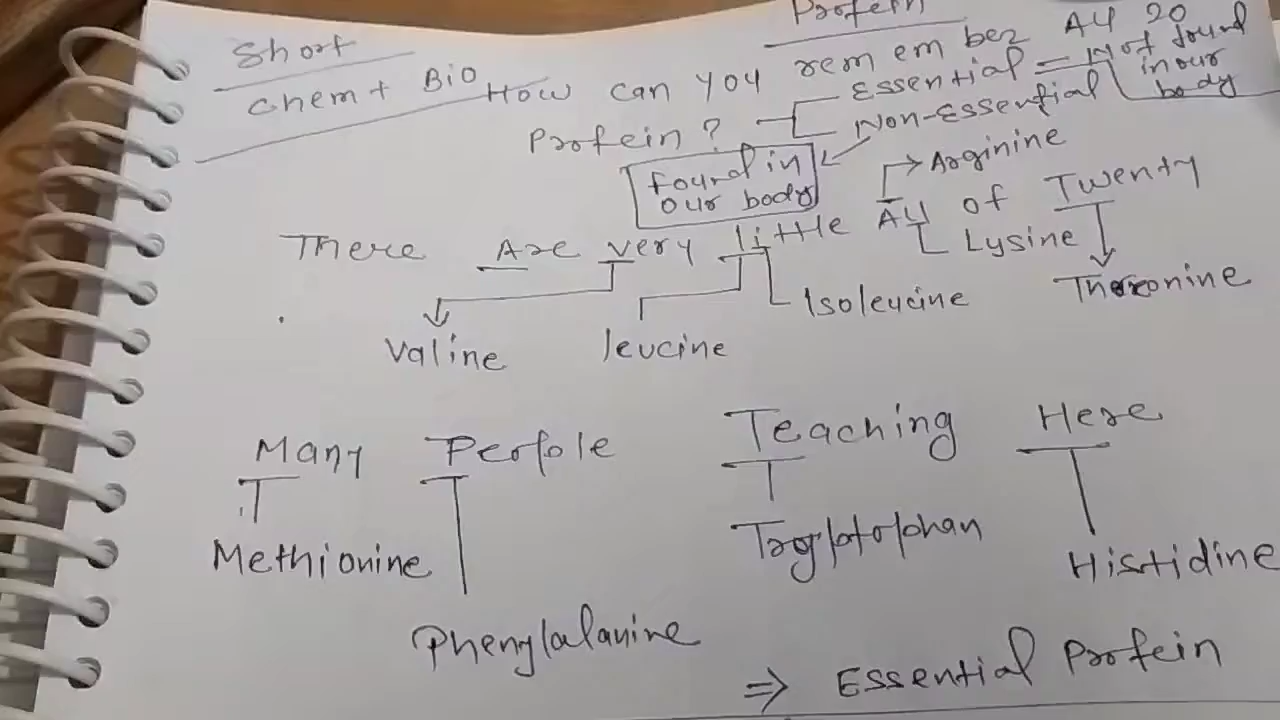 Protein
Short
Chem + Bio
How can you remember All 20
Protein?
Essential = Not found
in our
body
Non-Essential
Found in
our body
Arginine
There Are very little All of Twenty
Lysine
Threonine
Isoleucine
Valine
leucine
Many Perfole Teaching Here
Methionine
Tryptophan
Histidine
Phenylalanine
⇒ Essential Protein